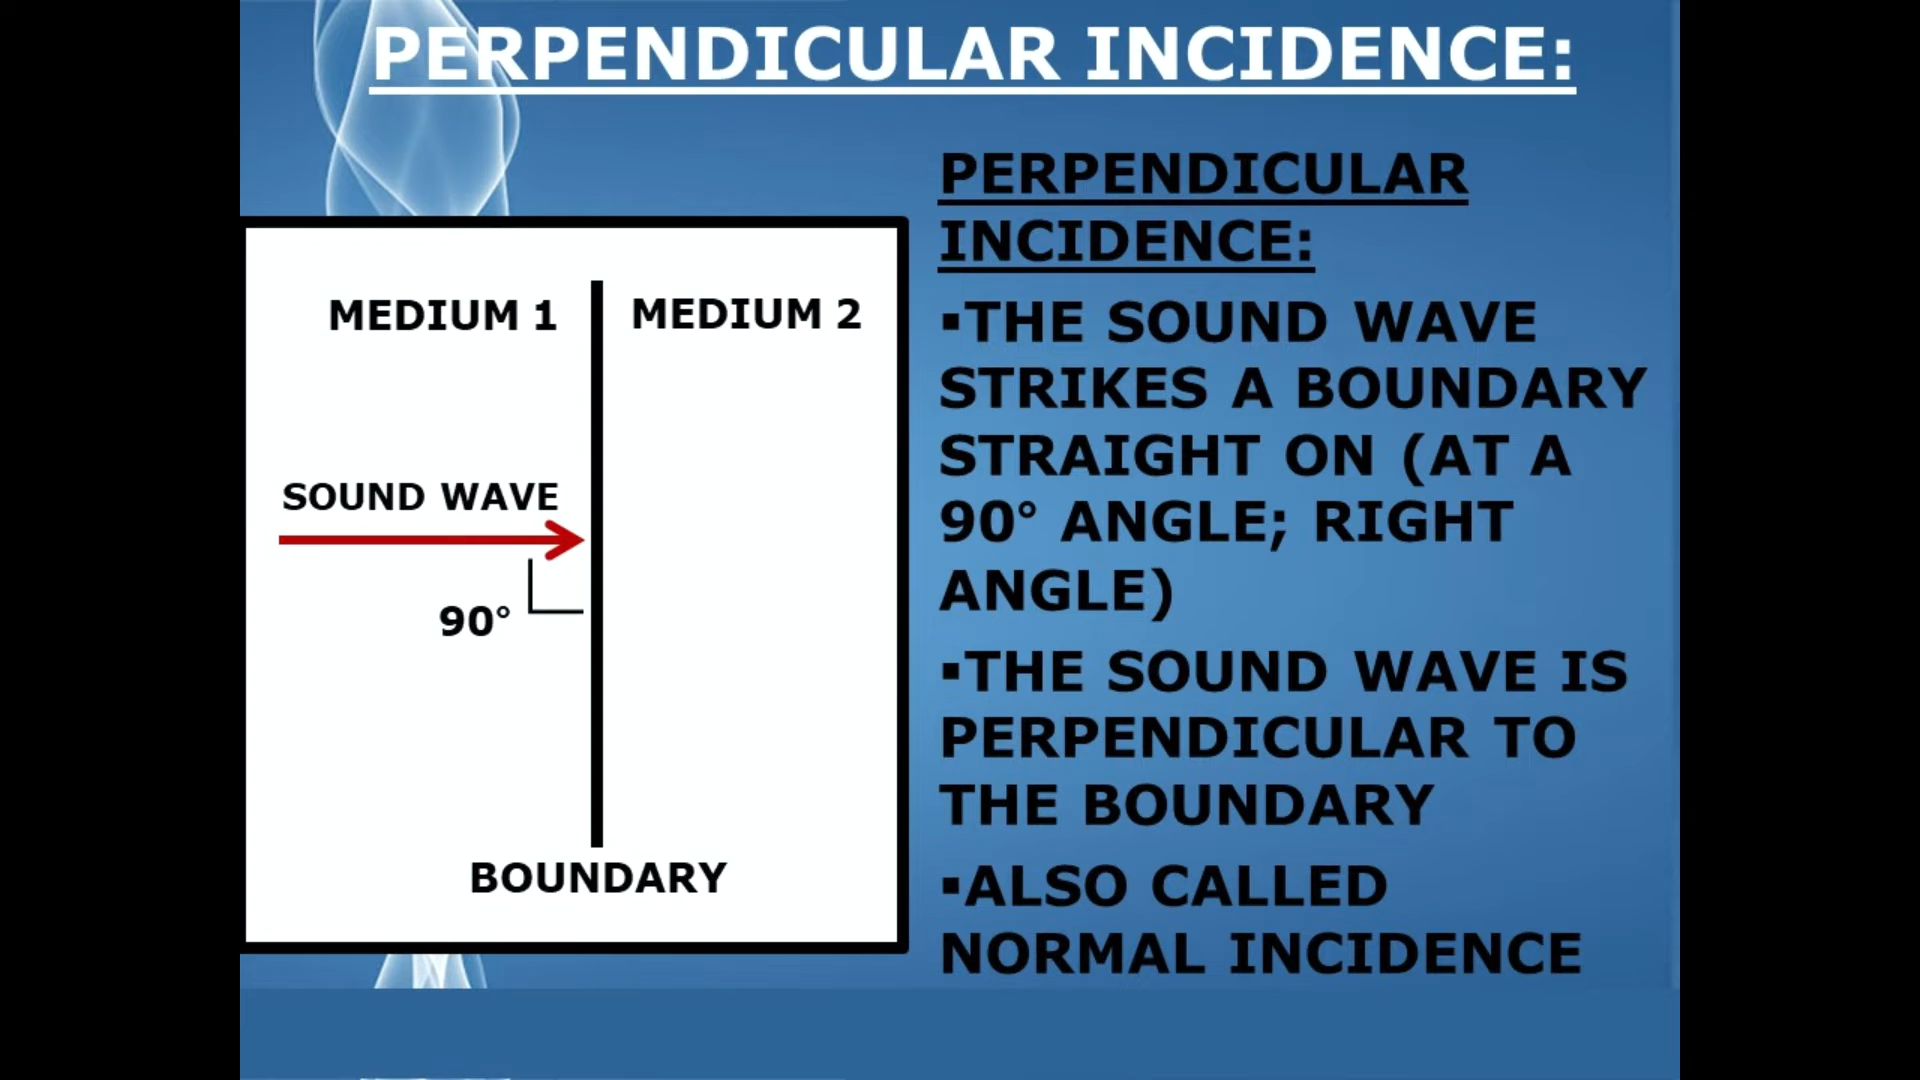 PERPENDICULAR INCIDENCE:
MEDIUM 1
MEDIUM 2
SOUND WAVE
90°
BOUNDARY
PERPENDICULAR
INCIDENCE:
▪THE SOUND WAVE
STRIKES A BOUNDARY
STRAIGHT ON (AT A
90° ANGLE; RIGHT
ANGLE)
▪THE SOUND WAVE IS
PERPENDICULAR TO
THE BOUNDARY
▪ALSO CALLED
NORMAL INCIDENCE